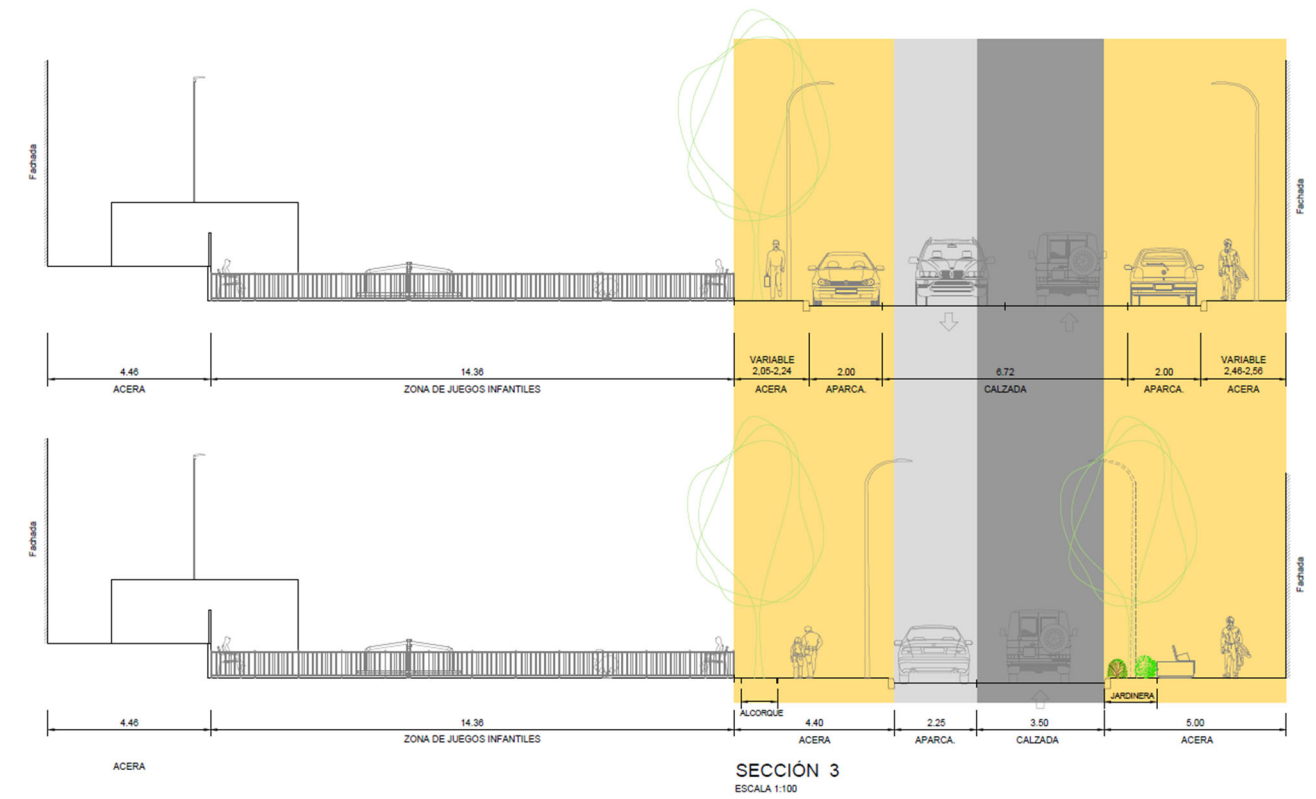 Fachada
Fachada
4.46
14.36
VARIABLE
2,05-2,24
2.00
6.72
2.00
VARIABLE
2,46-2,56
ACERA
ZONA DE JUEGOS INFANTILES
ACERA
APARCA.
CALZADA
APARCA.
ACERA
Fachada
Fachada
ALCORQUE
JARDINERA
4.46
14.36
4.40
2.25
3.50
5.00
ACERA
ZONA DE JUEGOS INFANTILES
ACERA
APARCA.
CALZADA
ACERA
SECCIÓN 3
ESCALA 1:100